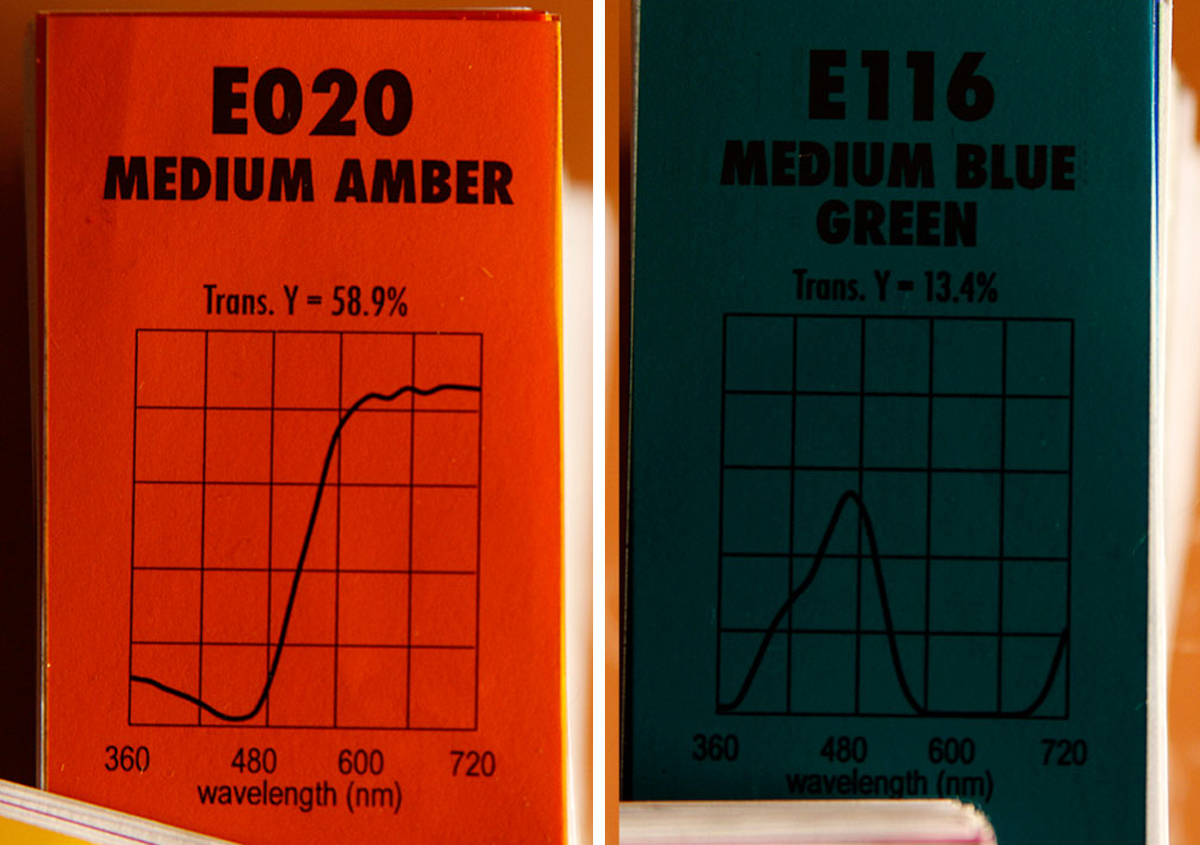 E020
MEDIUM AMBER
Trans. Y = 58.9%
360 480 600 720
wavelength (nm)
E116
MEDIUM BLUE
GREEN
Trans. Y = 13.4%
360 480 600 720
wavelength (nm)